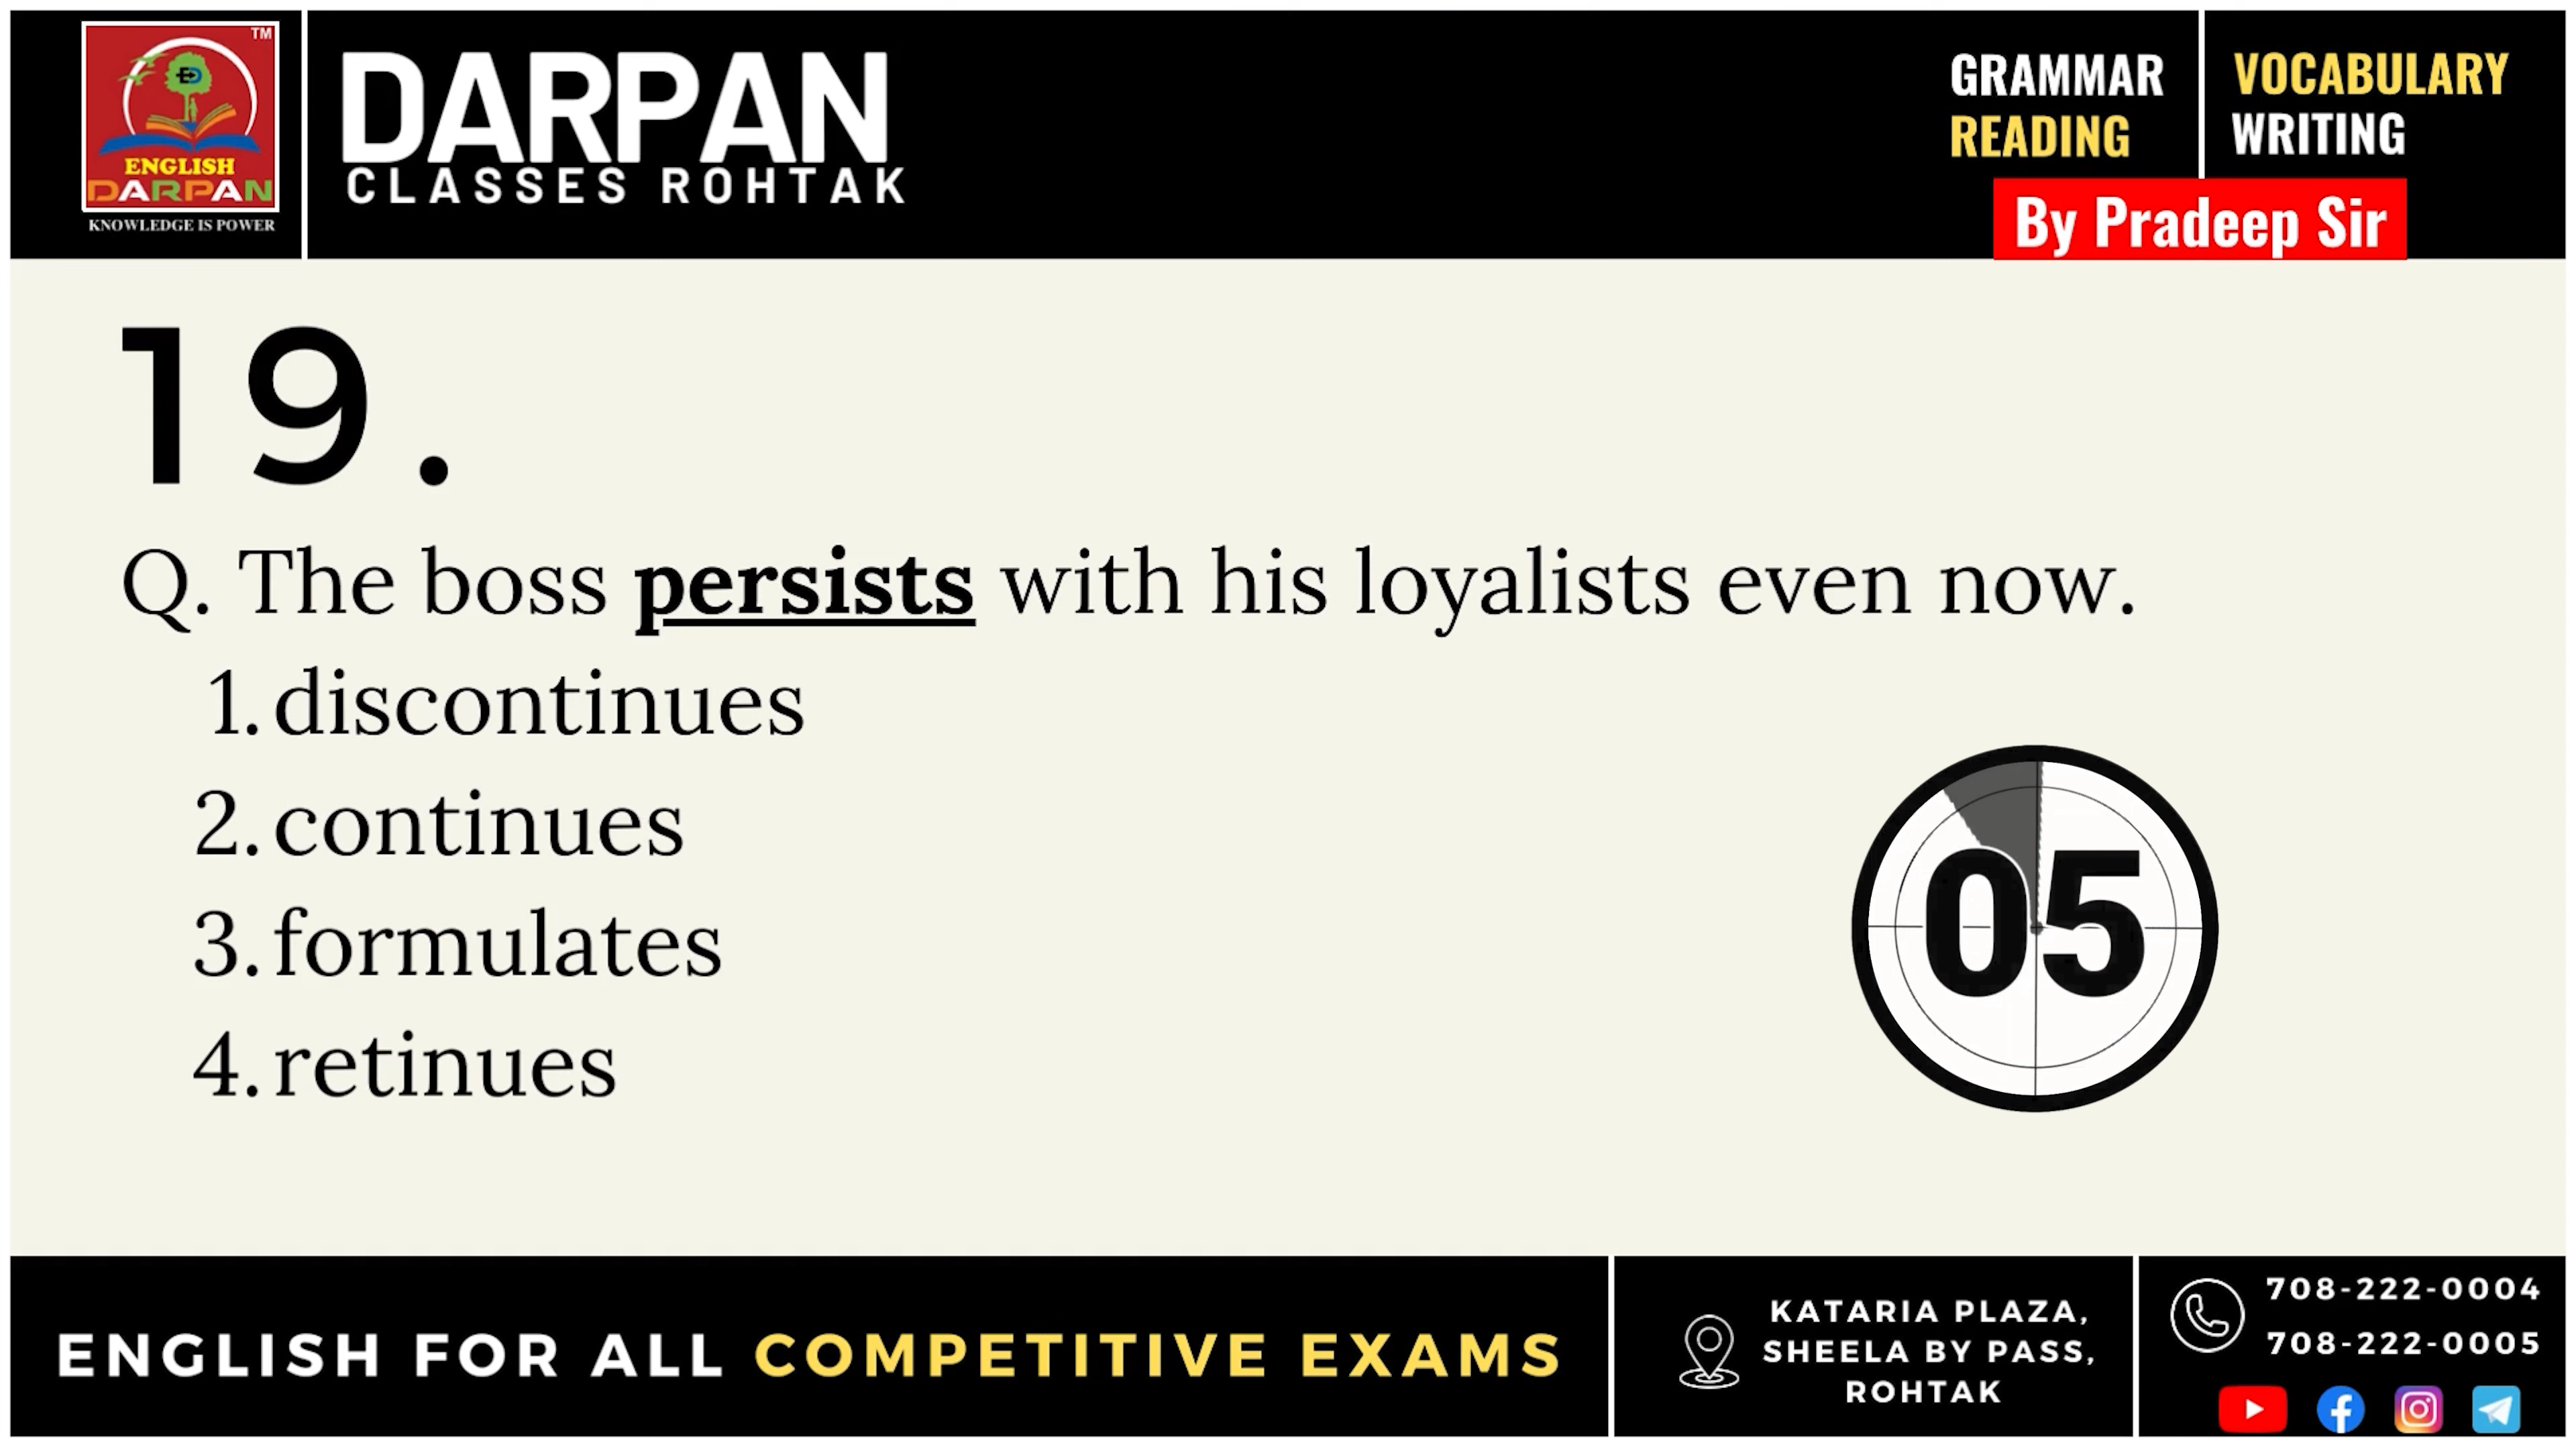 TM
ED
ENGLISH
DARPAN
KNOWLEDGE IS POWER
DARPAN
CLASSES ROHTAK
GRAMMAR
READING
VOCABULARY
WRITING
By Pradeep Sir
19.
Q. The boss persists with his loyalists even now.
1. discontinues
2. continues
3. formulates
4. retinues
05
ENGLISH FOR ALL COMPETITIVE EXAMS
KATARIA PLAZA,
SHEELA BY PASS,
ROHTAK
708-222-0004
708-222-0005